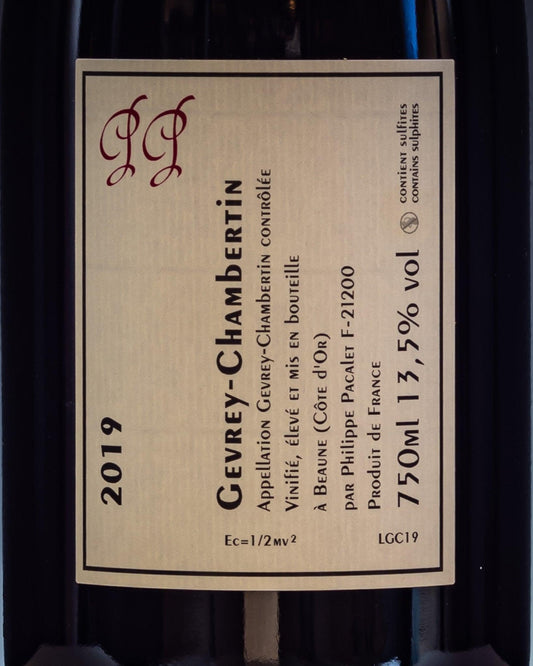 2019
PP
Gevrey-Chambertin
Appellation Gevrey-Chambertin contrôlée
Vinifié, élevé et mis en bouteille
à Beaune (Côte d'Or)
par Philippe Pacalet F-21200
Produit de France
750ml 13,5% vol
contient sulfites
contains sulphites
Ec=1/2mv²
LGC19